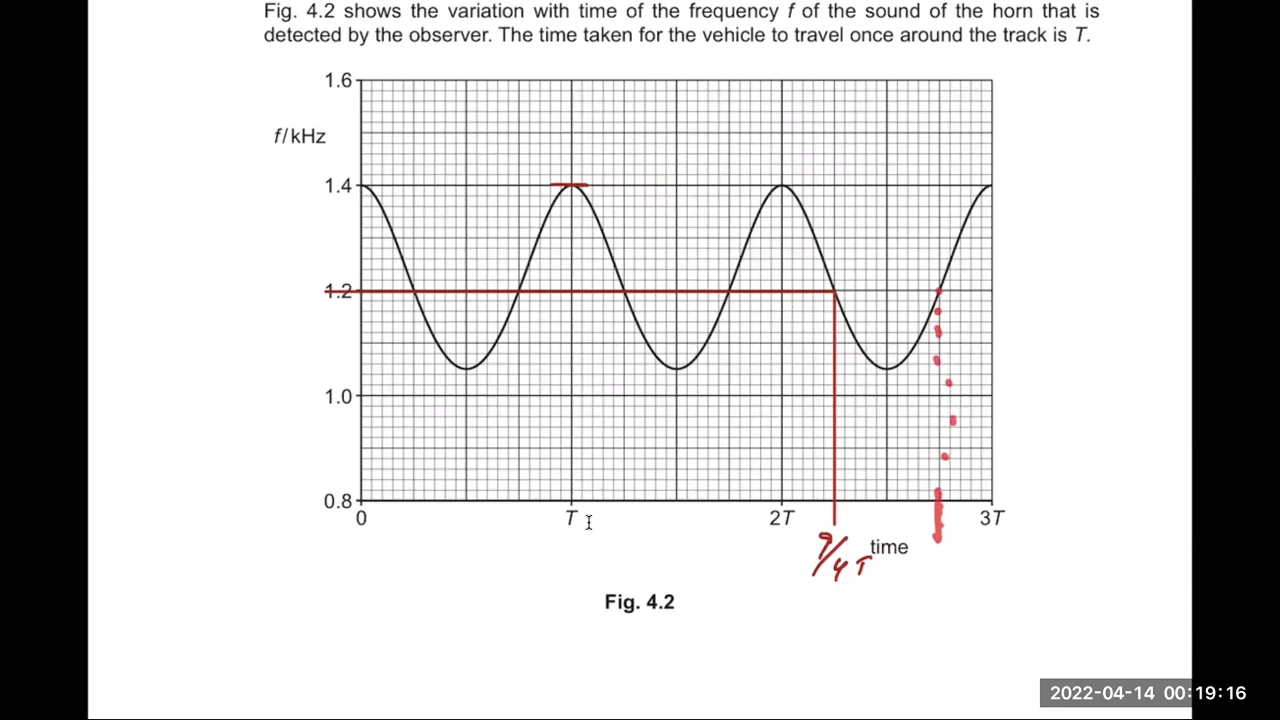 Fig. 4.2 shows the variation with time of the frequency f of the sound of the horn that is
detected by the observer. The time taken for the vehicle to travel once around the track is T.
1.6
f/kHz
1.4
1.2
1.0
0.8
0 T 2T 3T
9/4 T
time
Fig. 4.2
2022-04-14 00:19:16